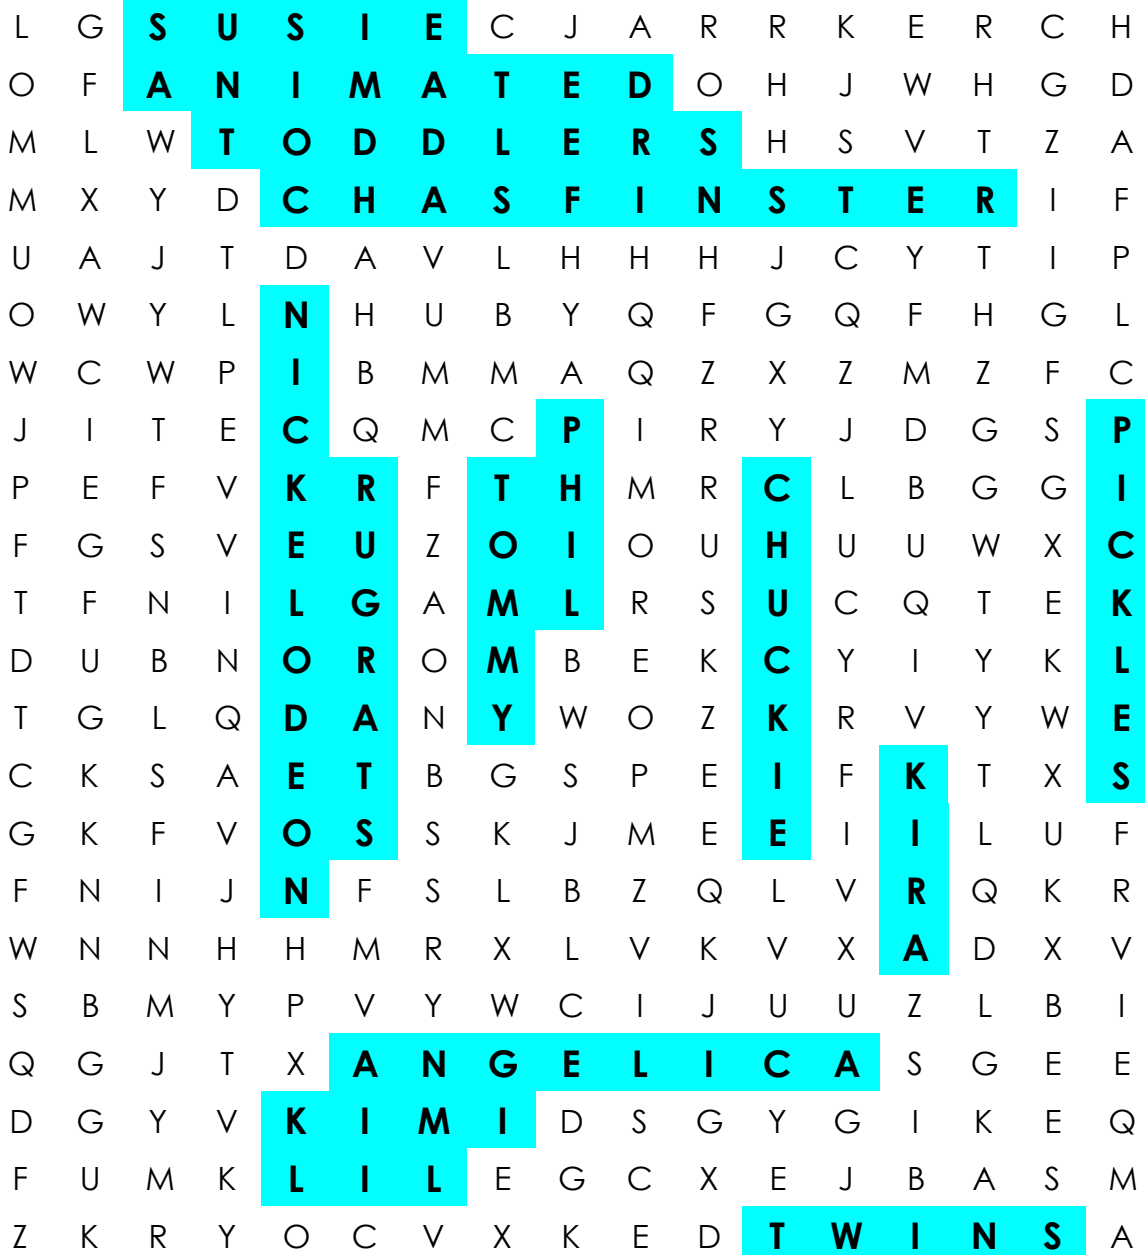 L G S U S I E C J A R R K E R C H
O F A N I M A T E D O H J W H G D
M L W T O D D L E R S H S V T Z A
M X Y D C H A S F I N S T E R I F
U A J T D A V L H H H J C Y T I P
O W Y L N H U B Y Q F G Q F H G L
W C W P I B M M A Q Z X Z M Z F C
J I T E C Q M C P I R Y J D G S P
P E F V K R F T H M R C L B G G I
F G S V E U Z O I O U H U U W X C
T F N I L G A M L R S U C Q T E K
D U B N O R O M B E K C Y I Y K L
T G L Q D A N Y W O Z K R V Y W E
C K S A E T B G S P E I F K T X S
G K F V O S S K J M E E I I L U F
F N I J N F S L B Z Q L V R Q K R
W N N H H M R X L V K V X A D X V
S B M Y P V Y W C I J U U Z L B I
Q G J T X A N G E L I C A S G E E
D G Y V K I M I D S G Y G I K E Q
F U M K L I L E G C X E J B A S M
Z K R Y O C V X K E D T W I N S A